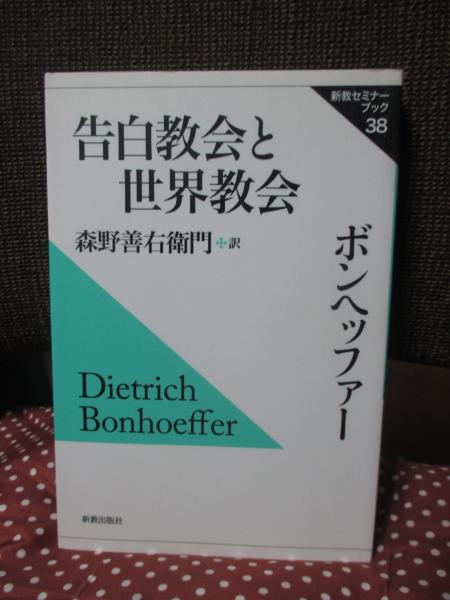 新教セミナー
ブック
38
告白教会と
世界教会
森野善右衛門✣訳
ボンヘッファー
Dietrich
Bonhoeffer
新教出版社